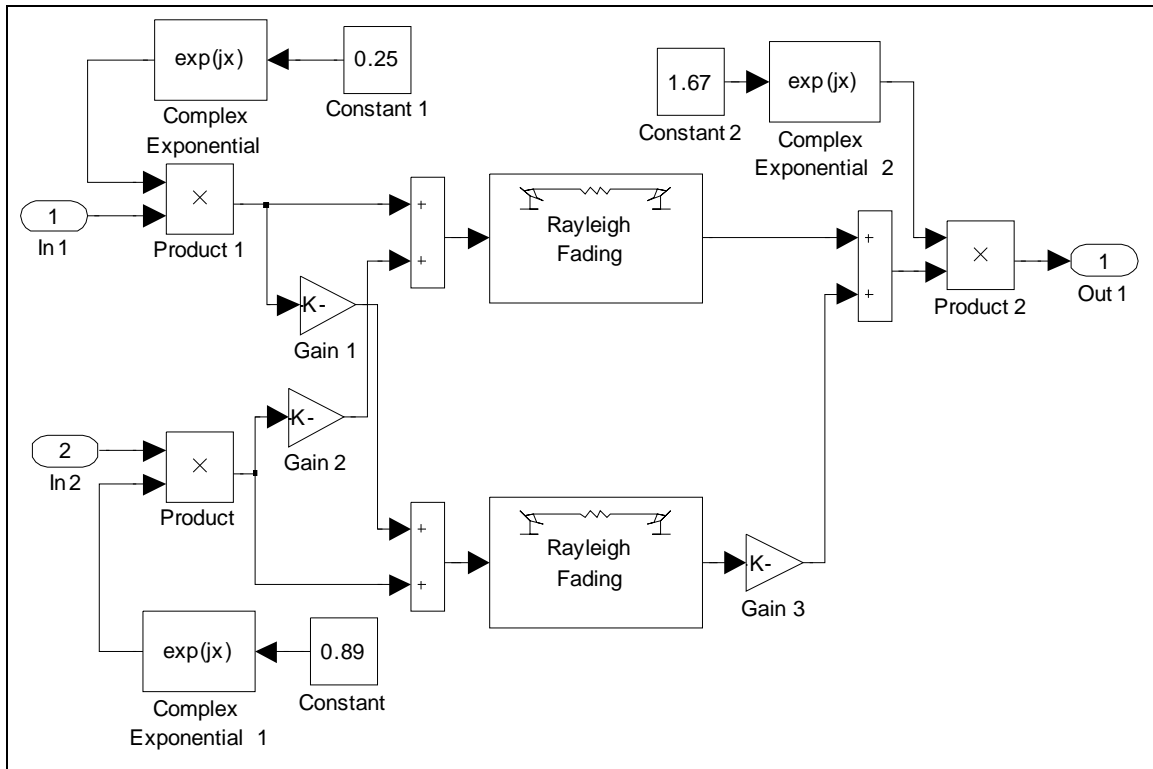 exp(jx)
0.25
Complex
Exponential
Constant 1
1.67
exp(jx)
Constant 2
Complex
Exponential 2
1
In 1
×
Product 1
+
+
Rayleigh
Fading
+
+
×
Product 2
1
Out 1
-K-
Gain 1
-K-
Gain 2
2
In 2
×
Product
+
+
Rayleigh
Fading
K-
Gain 3
exp(jx)
0.89
Complex
Exponential 1
Constant